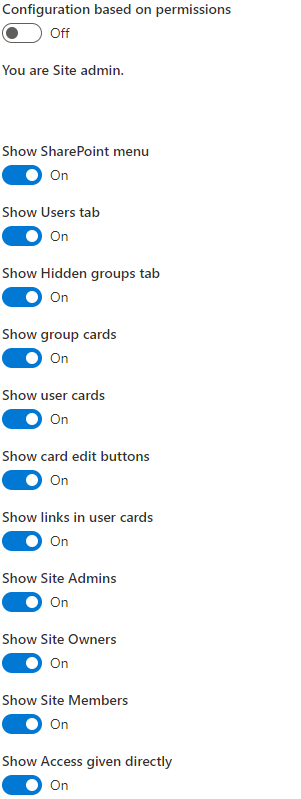 Configuration based on permissions
Off
You are Site admin.
Show SharePoint menu
On
Show Users tab
On
Show Hidden groups tab
On
Show group cards
On
Show user cards
On
Show card edit buttons
On
Show links in user cards
On
Show Site Admins
On
Show Site Owners
On
Show Site Members
On
Show Access given directly
On